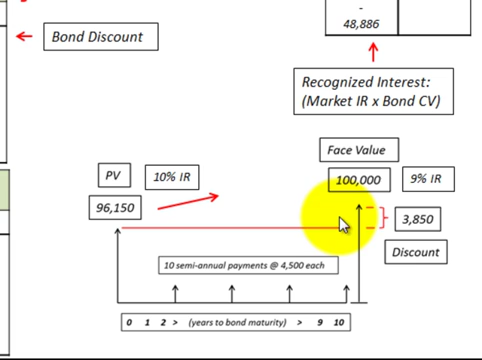 -
48,886
Bond Discount
Recognized Interest:
(Market IR x Bond CV)
Face Value
PV
10% IR
100,000
9% IR
96,150
3,850
Discount
10 semi-annual payments @ 4,500 each
0 1 2 > (years to bond maturity) > 9 10